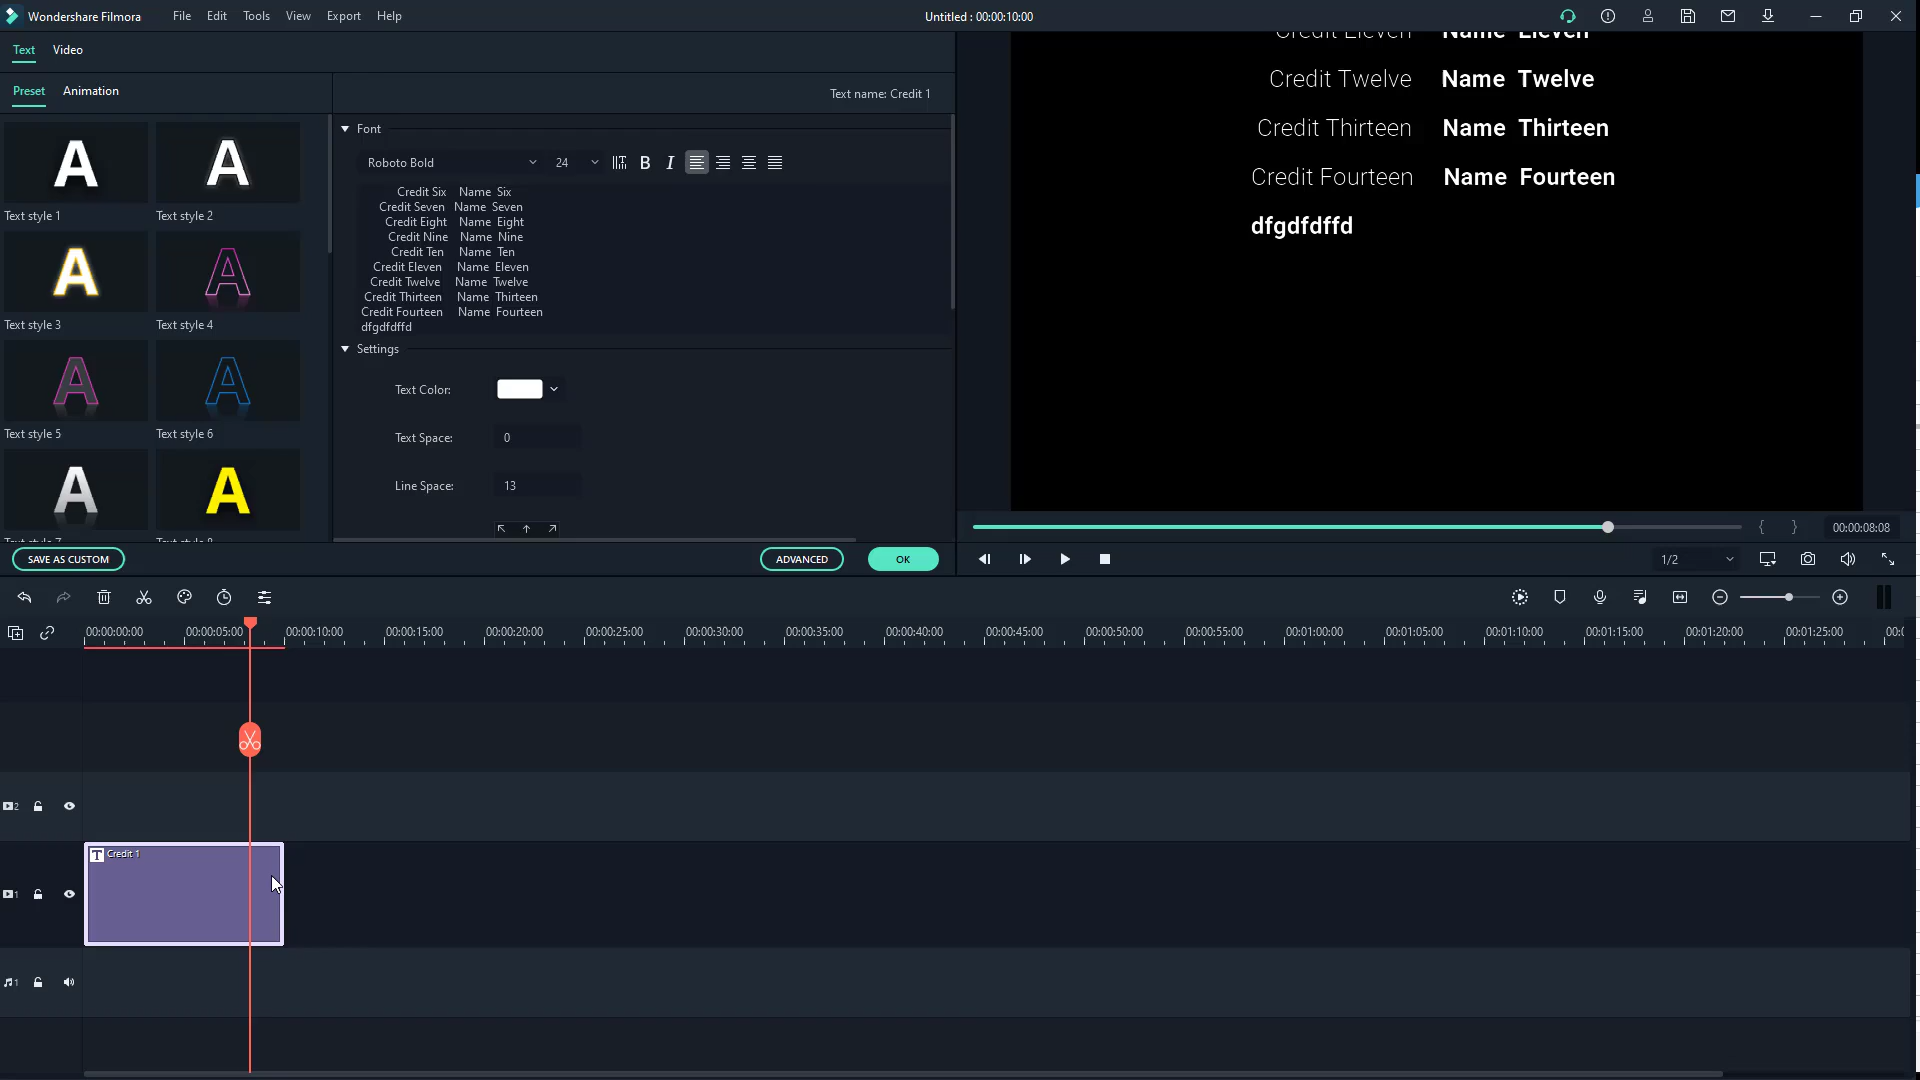 Wondershare Filmora File Edit Tools View Export Help Untitled : 00:00:10:00
Text Video
Preset Animation
Text name: Credit 1
Font
Roboto Bold 24 B I
A Text style 1
A Text style 2
A Text style 3
A Text style 4
A Text style 5
A Text style 6
A
A
Credit Six Name Six
Credit Seven Name Seven
Credit Eight Name Eight
Credit Nine Name Nine
Credit Ten Name Ten
Credit Eleven Name Eleven
Credit Twelve Name Twelve
Credit Thirteen Name Thirteen
Credit Fourteen Name Fourteen
dfgdfdffd
Settings
Text Color:
Text Space: 0
Line Space: 13
SAVE AS CUSTOM ADVANCED OK
Credit Eleven Name Eleven
Credit Twelve Name Twelve
Credit Thirteen Name Thirteen
Credit Fourteen Name Fourteen
dfgdfdffd
{ } 00:00:08:08
1/2
00:00:00:00 00:00:05:00 00:00:10:00 00:00:15:00 00:00:20:00 00:00:25:00 00:00:30:00 00:00:35:00 00:00:40:00 00:00:45:00 00:00:50:00 00:00:55:00 00:01:00:00 00:01:05:00 00:01:10:00 00:01:15:00 00:01:20:00 00:01:25:00
2
T Credit 1
1
1